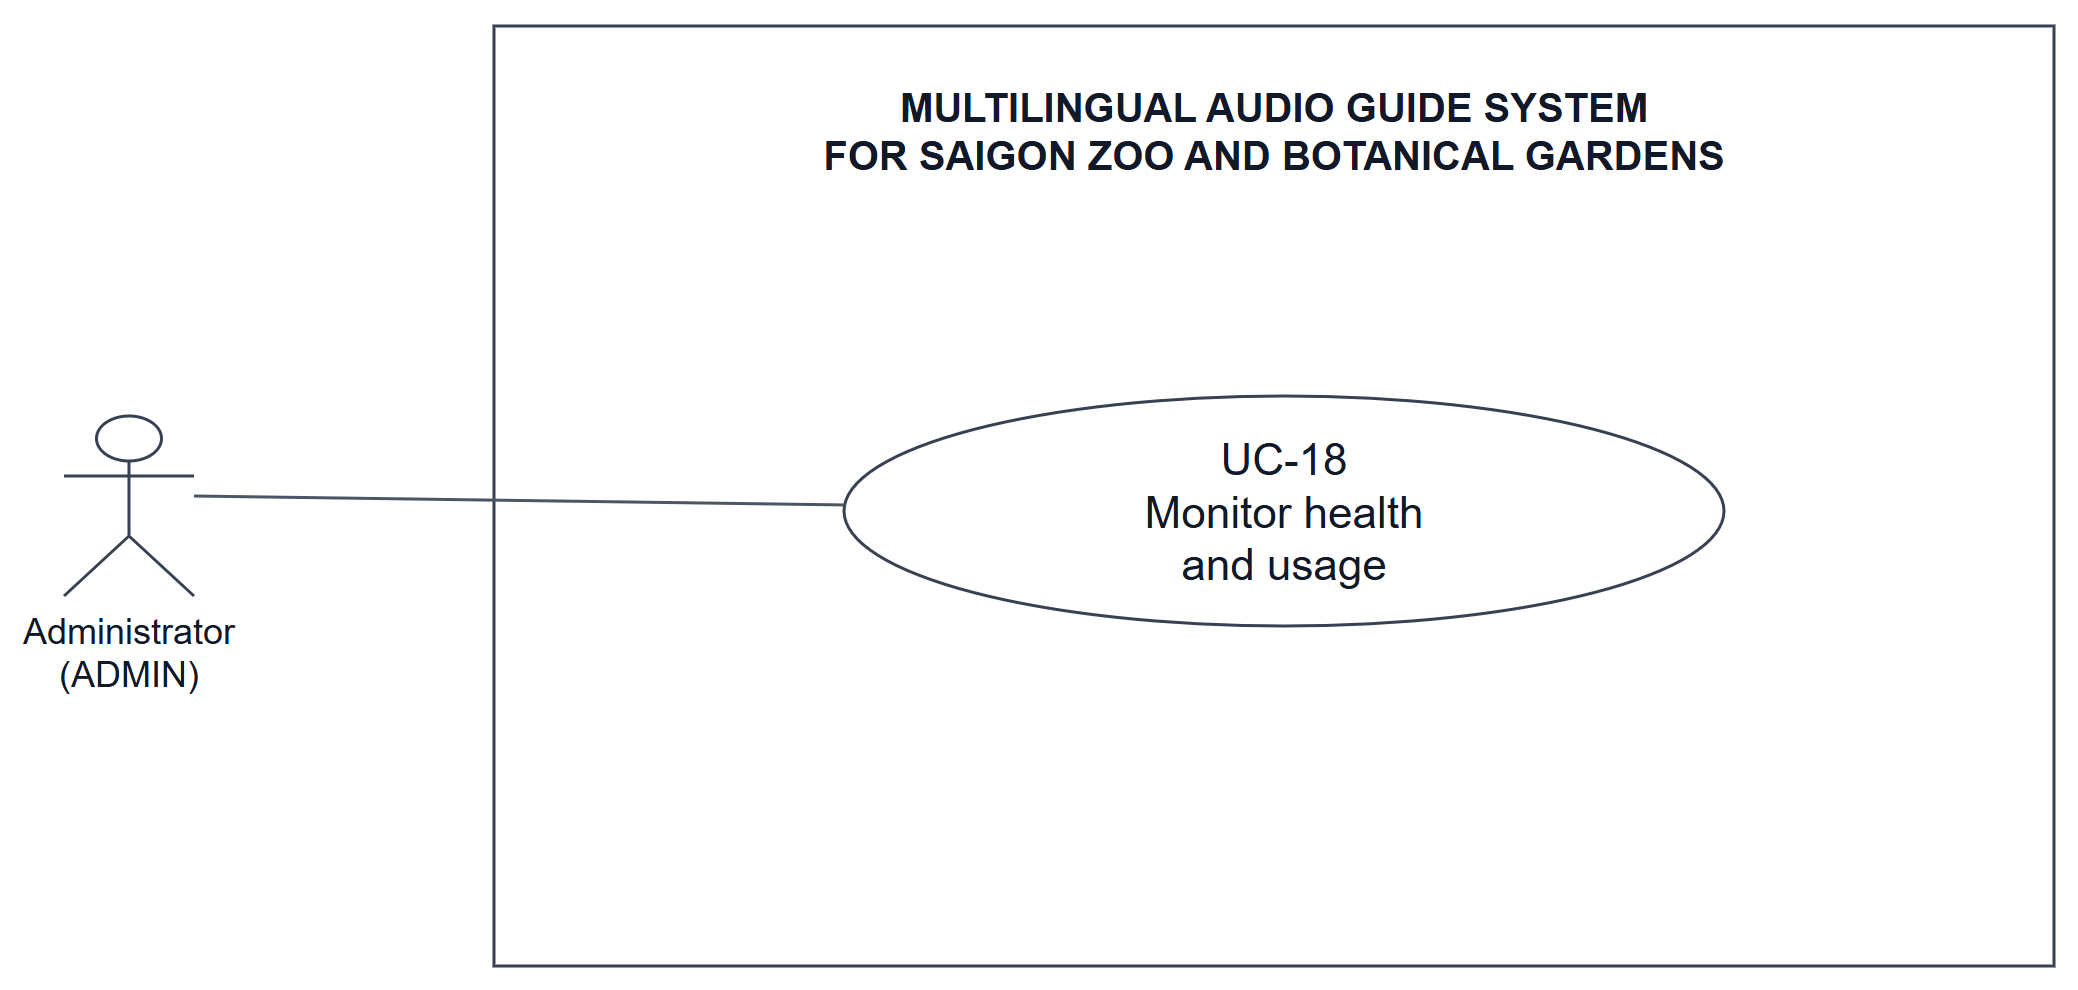 MULTILINGUAL AUDIO GUIDE SYSTEM
FOR SAIGON ZOO AND BOTANICAL GARDENS
UC-18
Monitor health
and usage
Administrator
(ADMIN)